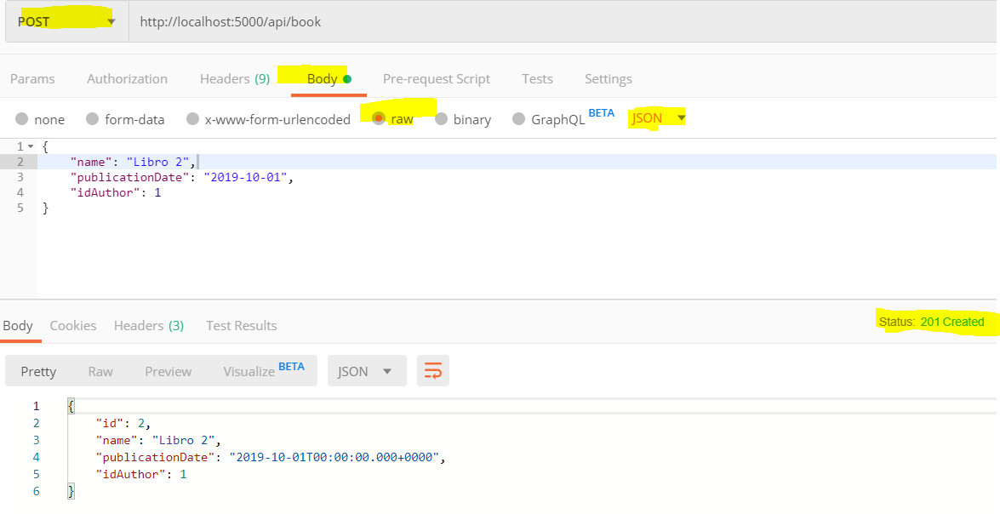 POST http://localhost:5000/api/book
Params Authorization Headers (9) Body Pre-request Script Tests Settings
none form-data x-www-form-urlencoded raw binary GraphQL BETA JSON
1 {
2 "name": "Libro 2",
3 "publicationDate": "2019-10-01",
4 "idAuthor": 1
5 }
Body Cookies Headers (3) Test Results Status: 201 Created
Pretty Raw Preview Visualize BETA JSON
1 {
2 "id": 2,
3 "name": "Libro 2",
4 "publicationDate": "2019-10-01T00:00:00.000+0000",
5 "idAuthor": 1
6 }